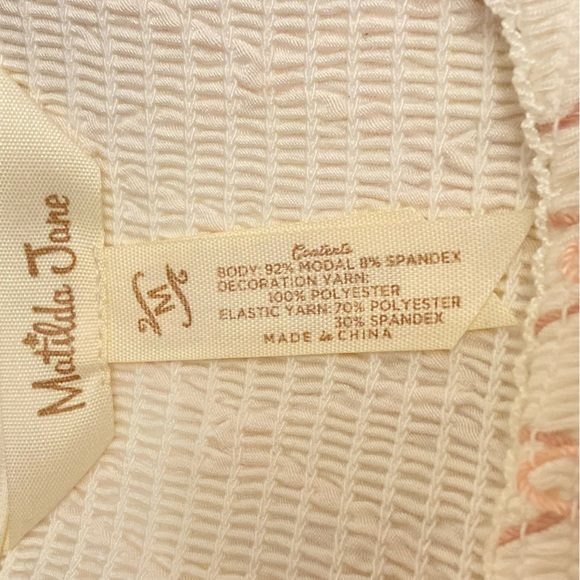 Matilda Jane
M
Contents
BODY: 92% MODAL 8% SPANDEX
DECORATION YARN:
100% POLYESTER
ELASTIC YARN: 70% POLYESTER
30% SPANDEX
MADE in CHINA